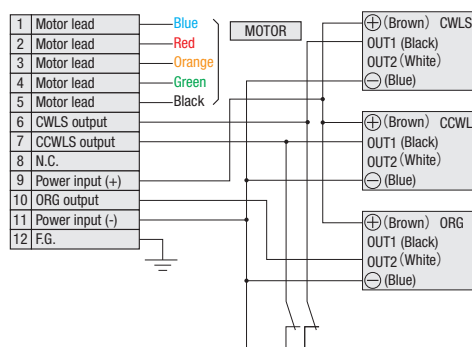 1 Motor lead Blue
2 Motor lead Red
3 Motor lead Orange
4 Motor lead Green
5 Motor lead Black
6 CWLS output
7 CCWLS output
8 N.C.
9 Power input (+)
10 ORG output
11 Power input (-)
12 F.G.
MOTOR
(Brown) CWLS
OUT1 (Black)
OUT2 (White)
(Blue)
(Brown) CCWL
OUT1 (Black)
OUT2 (White)
(Blue)
(Brown) ORG
OUT1 (Black)
OUT2 (White)
(Blue)